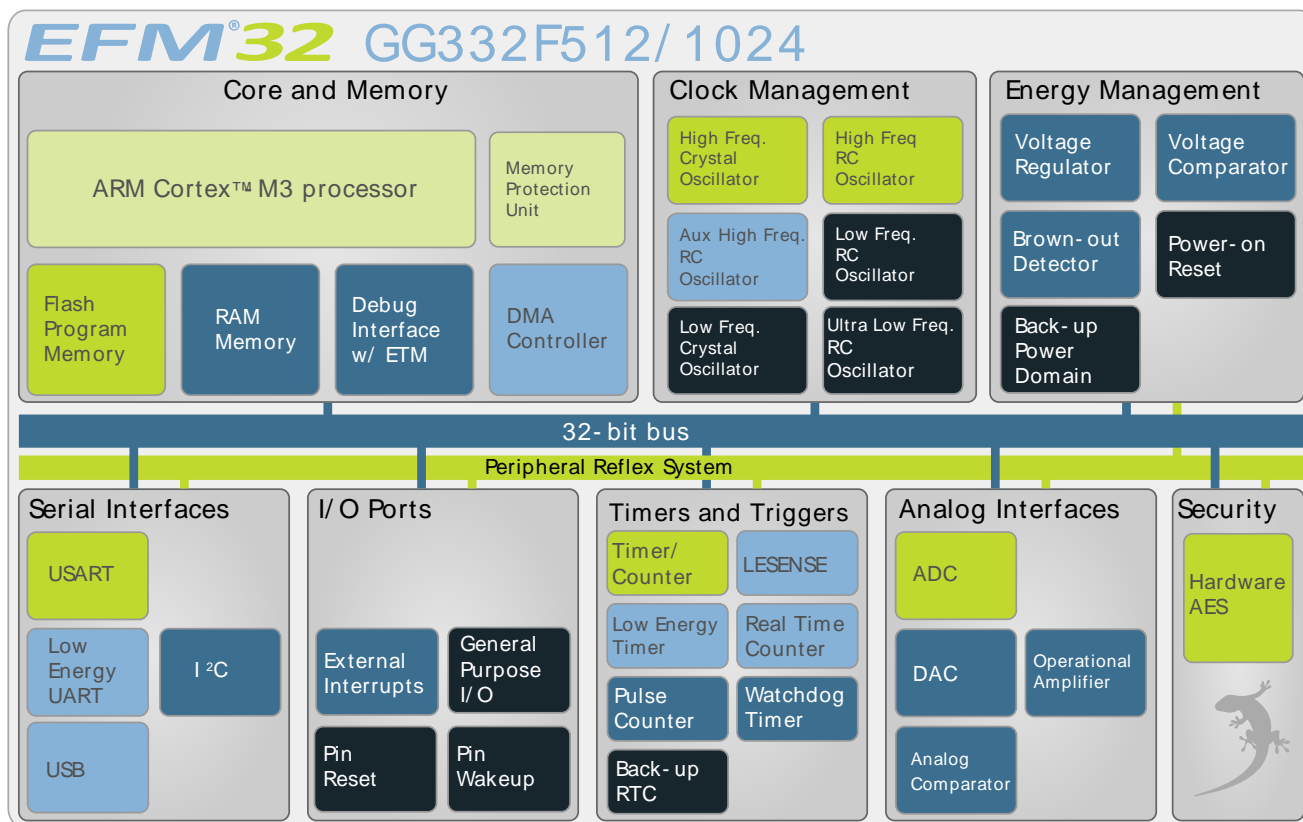 EFM®32 GG332F512/1024
Core and Memory
ARM Cortex™ M3 processor
Memory
Protection
Unit
Flash
Program
Memory
RAM
Memory
Debug
Interface
w/ ETM
DMA
Controller
Clock Management
High Freq.
Crystal
Oscillator
High Freq
RC
Oscillator
Aux High Freq.
RC
Oscillator
Low Freq.
RC
Oscillator
Low Freq.
Crystal
Oscillator
Ultra Low Freq.
RC
Oscillator
Energy Management
Voltage
Regulator
Voltage
Comparator
Brown-out
Detector
Power-on
Reset
Back-up
Power
Domain
32-bit bus
Peripheral Reflex System
Serial Interfaces
USART
Low
Energy
UART
I²C
USB
I/O Ports
External
Interrupts
General
Purpose
I/O
Pin
Reset
Pin
Wakeup
Timers and Triggers
Timer/
Counter
LESENSE
Low Energy
Timer
Real Time
Counter
Pulse
Counter
Watchdog
Timer
Back-up
RTC
Analog Interfaces
ADC
DAC
Operational
Amplifier
Analog
Comparator
Security
Hardware
AES